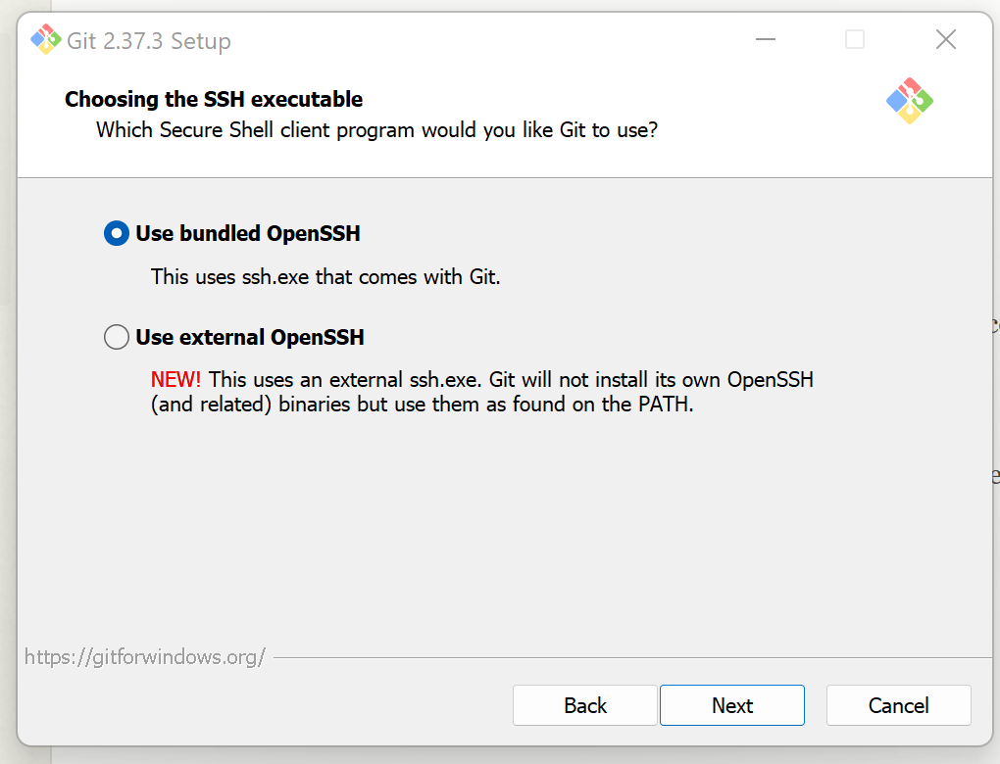 Git 2.37.3 Setup
Choosing the SSH executable
Which Secure Shell client program would you like Git to use?
Use bundled OpenSSH
This uses ssh.exe that comes with Git.
Use external OpenSSH
NEW! This uses an external ssh.exe. Git will not install its own OpenSSH
(and related) binaries but use them as found on the PATH.
https://gitforwindows.org/
Back Next Cancel